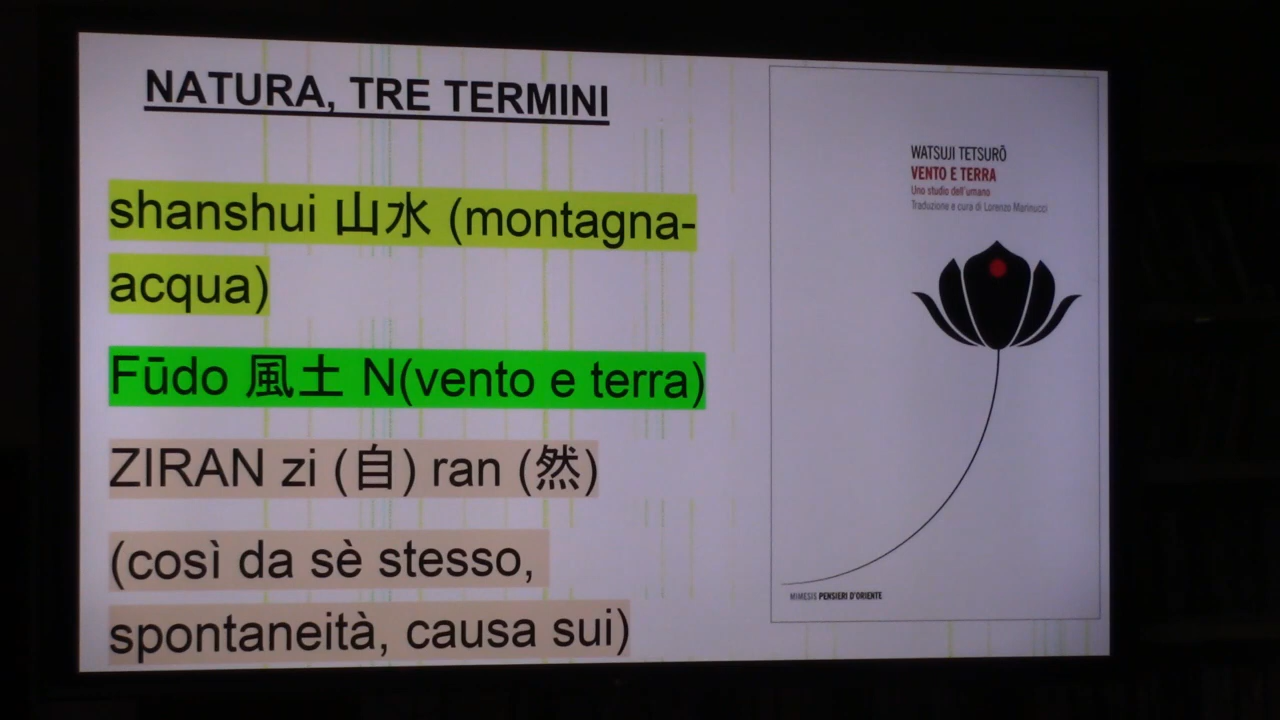 NATURA, TRE TERMINI
shanshui 山水 (montagna-
acqua)
Fūdo 風土 N(vento e terra)
ZIRAN zi (自) ran (然)
(così da sè stesso,
spontaneità, causa sui)
WATSUJI TETSURŌ
VENTO E TERRA
Uno studio dell'umano
Traduzione e cura di Lorenzo Marinucci
MIMESIS PENSIERI D'ORIENTE